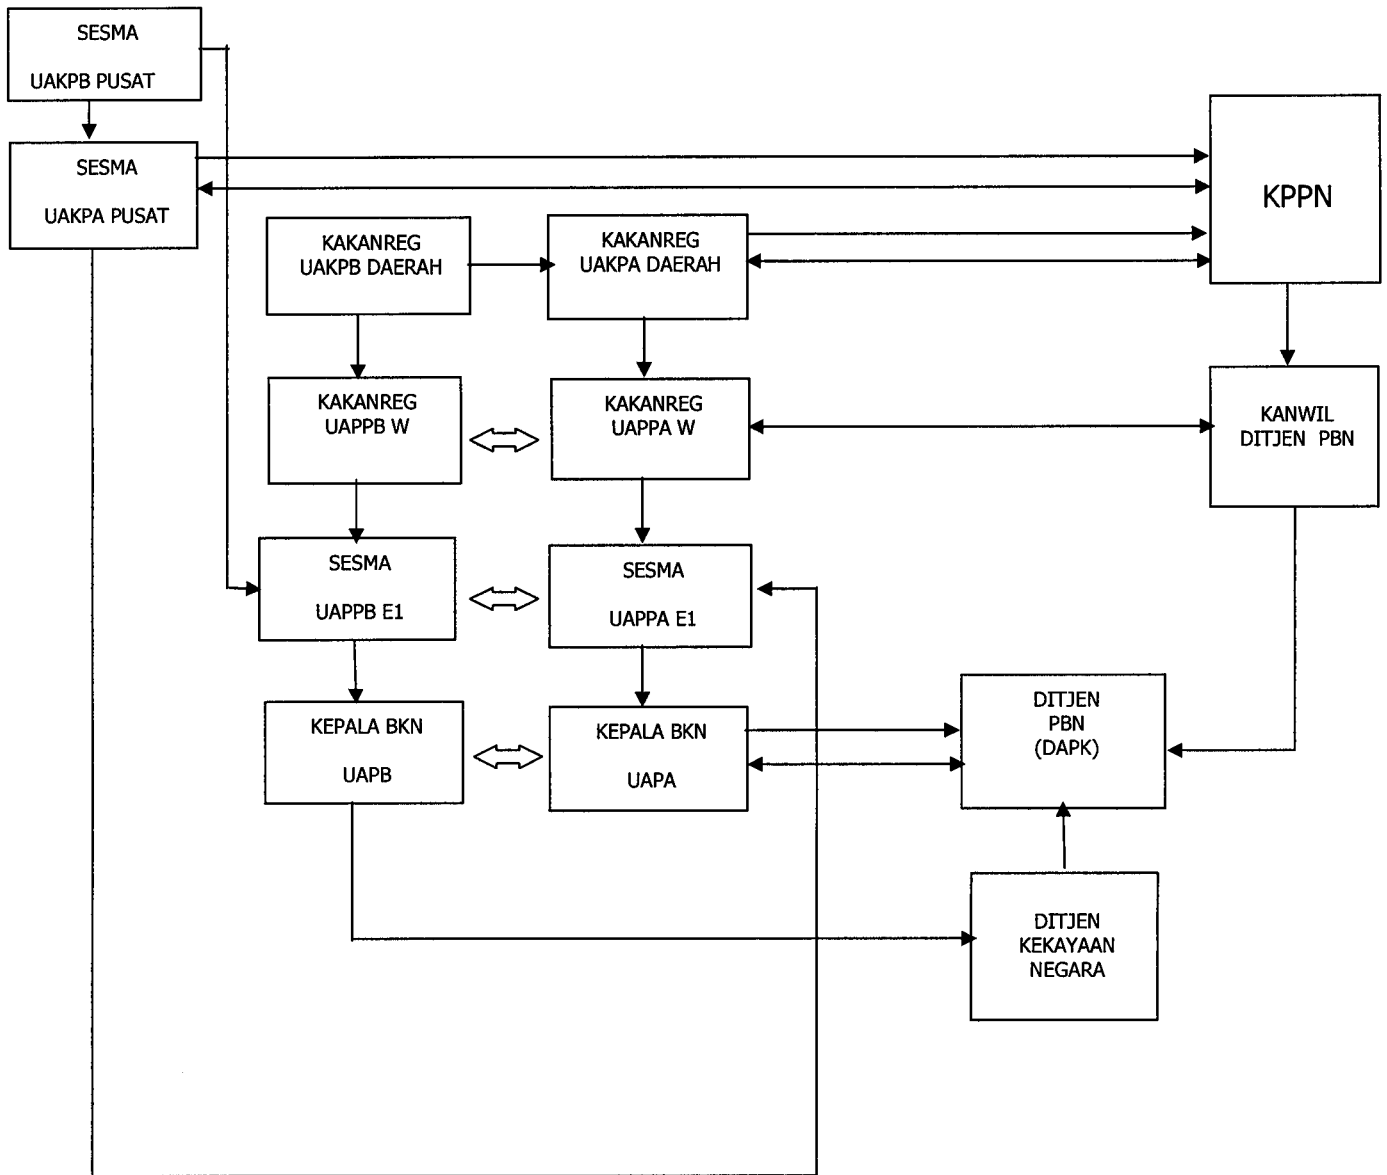 SESMA
UAKPB PUSAT
SESMA
UAKPA PUSAT
KPPN
KAKANREG
UAKPB DAERAH
KAKANREG
UAKPA DAERAH
KAKANREG
UAPPB W
KAKANREG
UAPPA W
KANWIL
DITJEN PBN
SESMA
UAPPB E1
SESMA
UAPPA E1
KEPALA BKN
UAPB
KEPALA BKN
UAPA
DITJEN
PBN
(DAPK)
DITJEN
KEKAYAAN
NEGARA